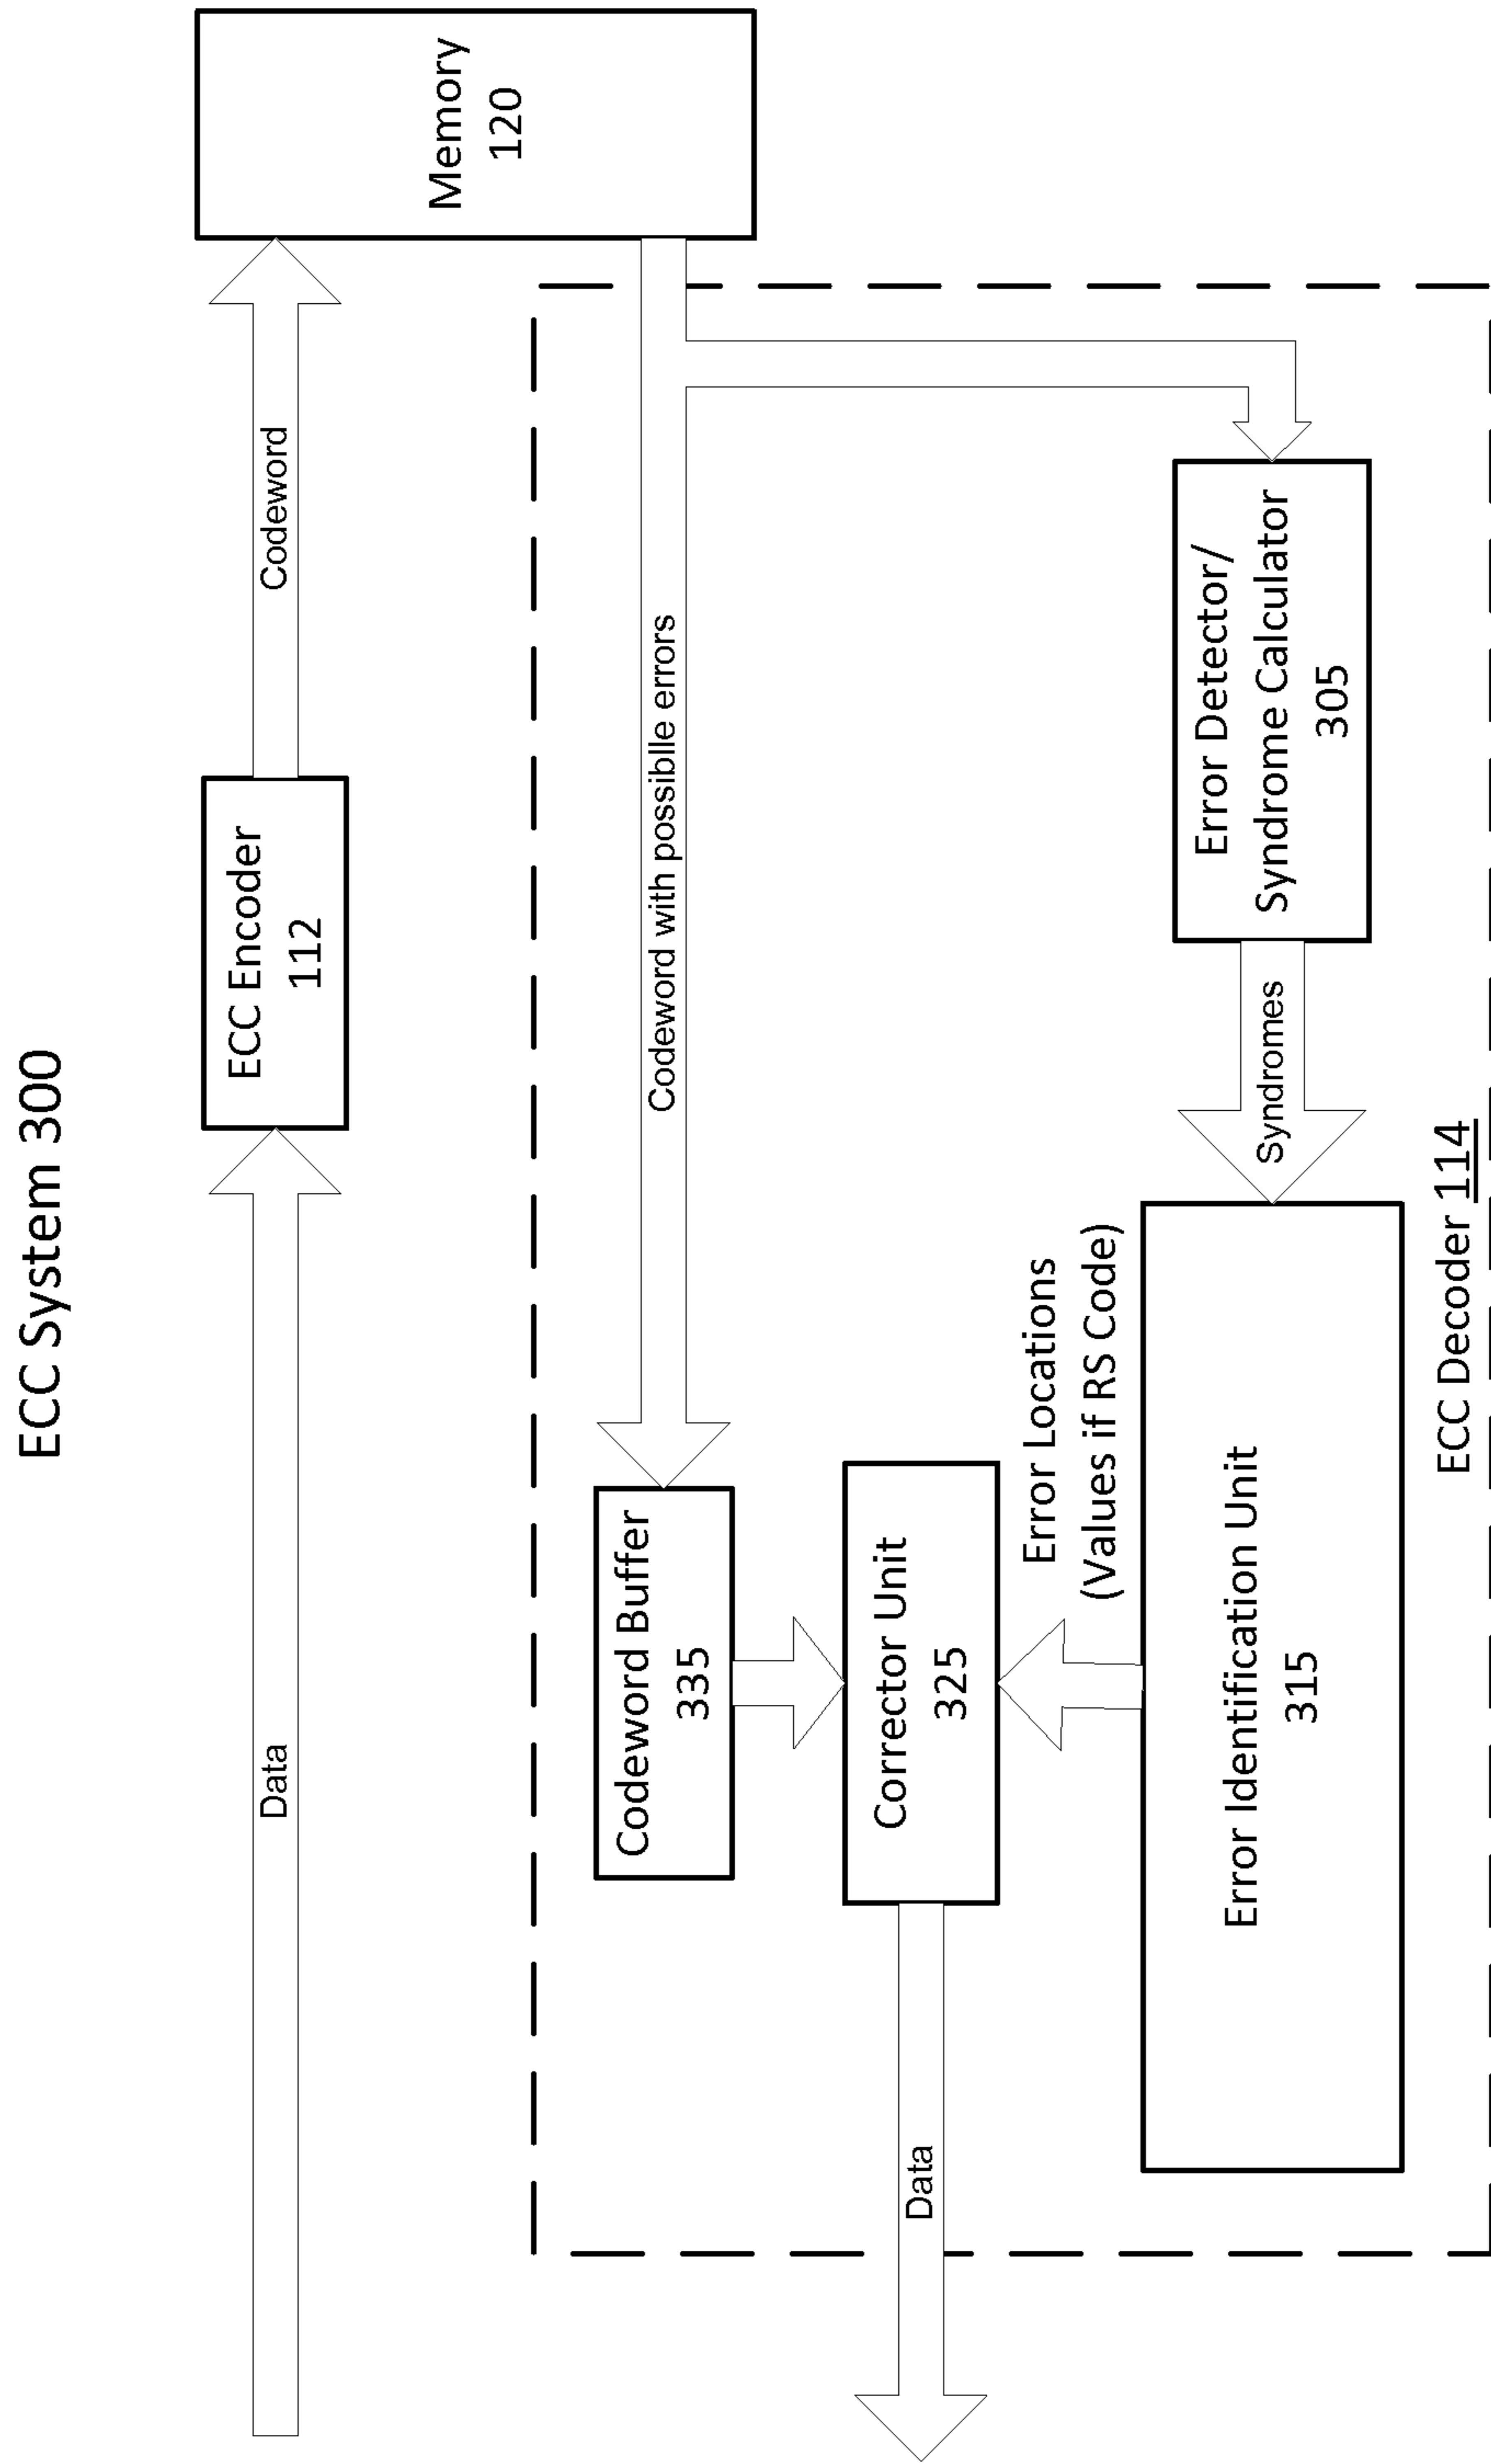 ECC System 300
Data
ECC Encoder
112
Codeword
Memory
120
Codeword with possiblle errors
Codeword Buffer
335
Corrector Unit
325
Data
Error Locations
(Values if RS Code)
Error Identification Unit
315
Syndromes
Error Detector/
Syndrome Calculator
305
ECC Decoder 114